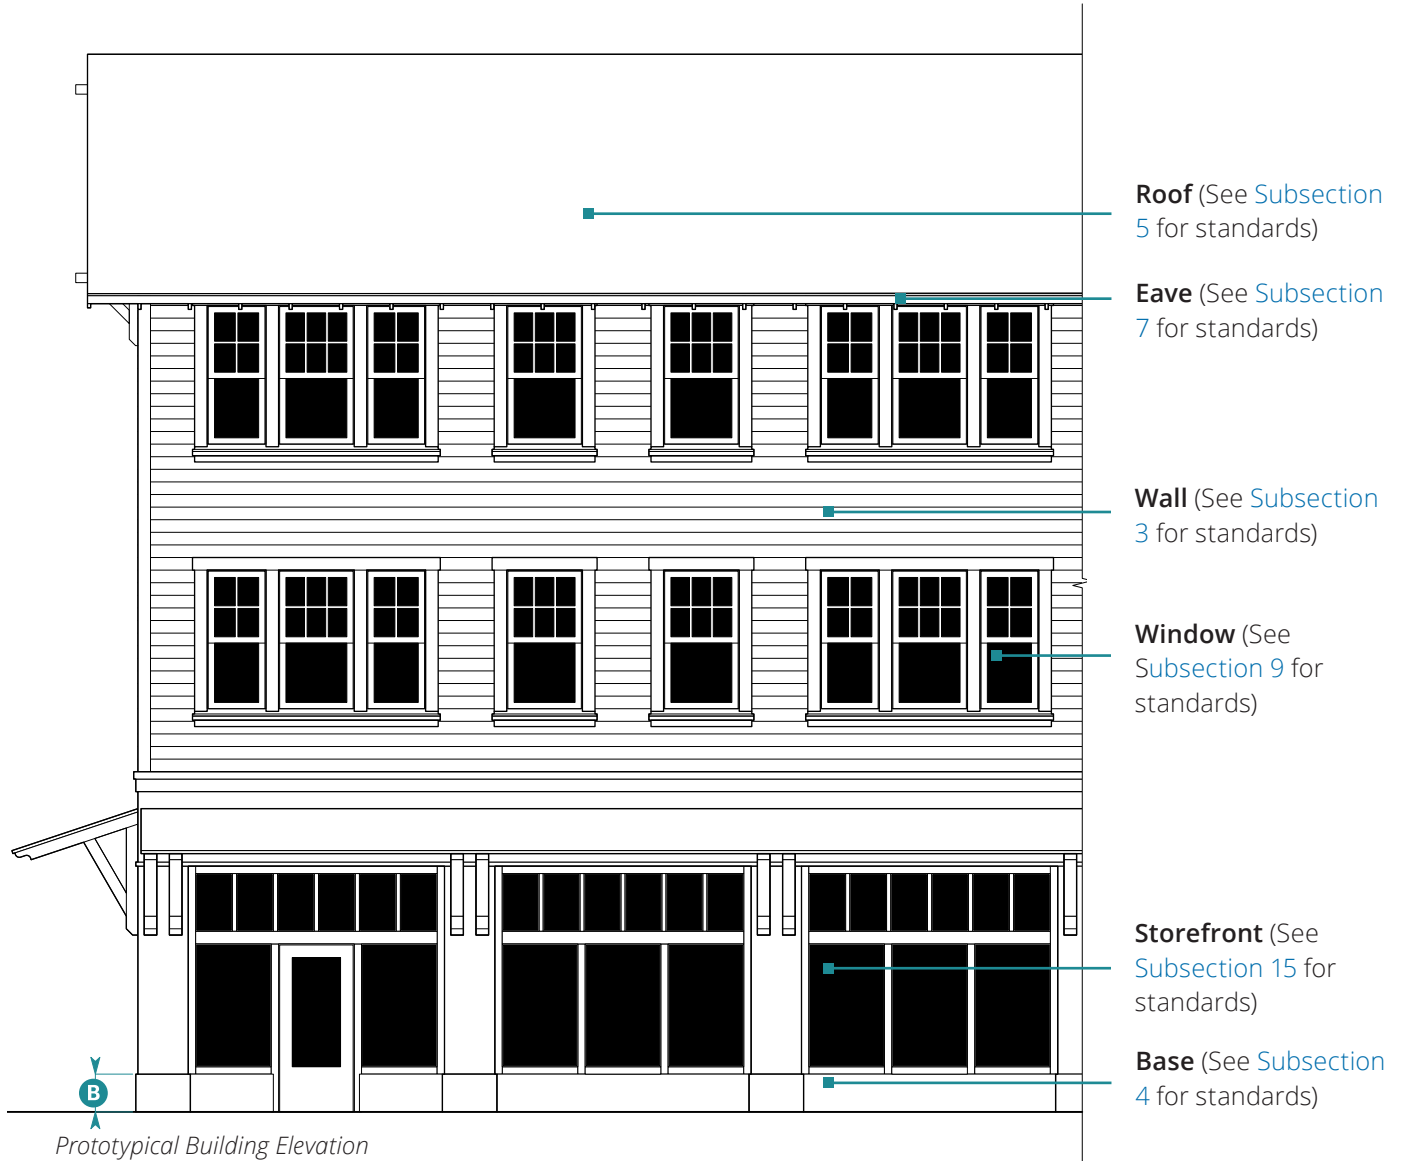 Roof (See Subsection
5 for standards)
Eave (See Subsection
7 for standards)
Wall (See Subsection
3 for standards)
Window (See
Subsection 9 for
standards)
Storefront (See
Subsection 15 for
standards)
Base (See Subsection
4 for standards)
B
Prototypical Building Elevation